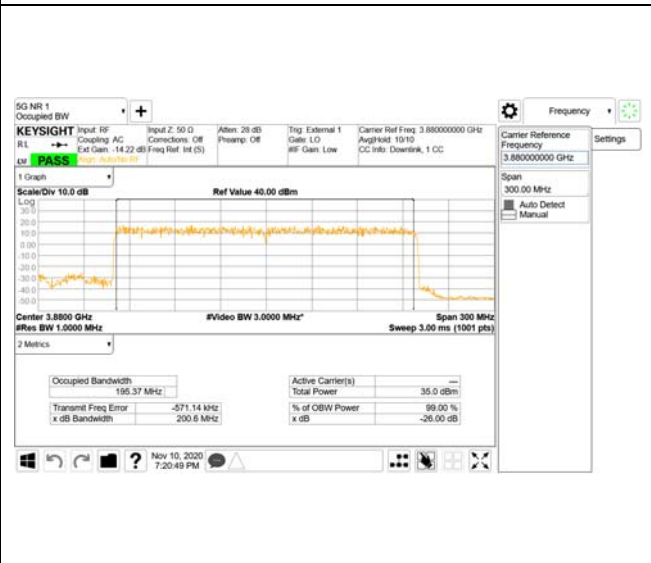 5G NR 1
Occupied BW
+
Frequency
KEYSIGHT
RL
PASS
Input: RF
Coupling: AC
Ext Gain: -14.22 dB
Align: Auto/No RF
Input Z: 50 Ω
Corrections: Off
Freq Ref: Int (S)
Atten: 28 dB
Preamp: Off
Trig: External 1
Gate: LO
#IF Gain: Low
Carrier Ref Freq: 3.880000000 GHz
Avg|Hold: 10/10
CC Info: Downlink, 1 CC
Carrier Reference
Frequency
3.880000000 GHz
Settings
Span
300.00 MHz
Auto Detect
Manual
1 Graph
Scale/Div 10.0 dB
Ref Value 40.00 dBm
Log
30.0
20.0
10.0
0.00
-10.0
-20.0
-30.0
-40.0
-50.0
Center 3.8800 GHz
#Video BW 3.0000 MHz*
Span 300 MHz
#Res BW 1.0000 MHz
Sweep 3.00 ms (1001 pts)
2 Metrics
Occupied Bandwidth
195.37 MHz
Active Carrier(s) ---
Total Power 35.0 dBm
Transmit Freq Error -571.14 kHz
x dB Bandwidth 200.6 MHz
% of OBW Power 99.00 %
x dB -26.00 dB
?
Nov 10, 2020
7:20:49 PM